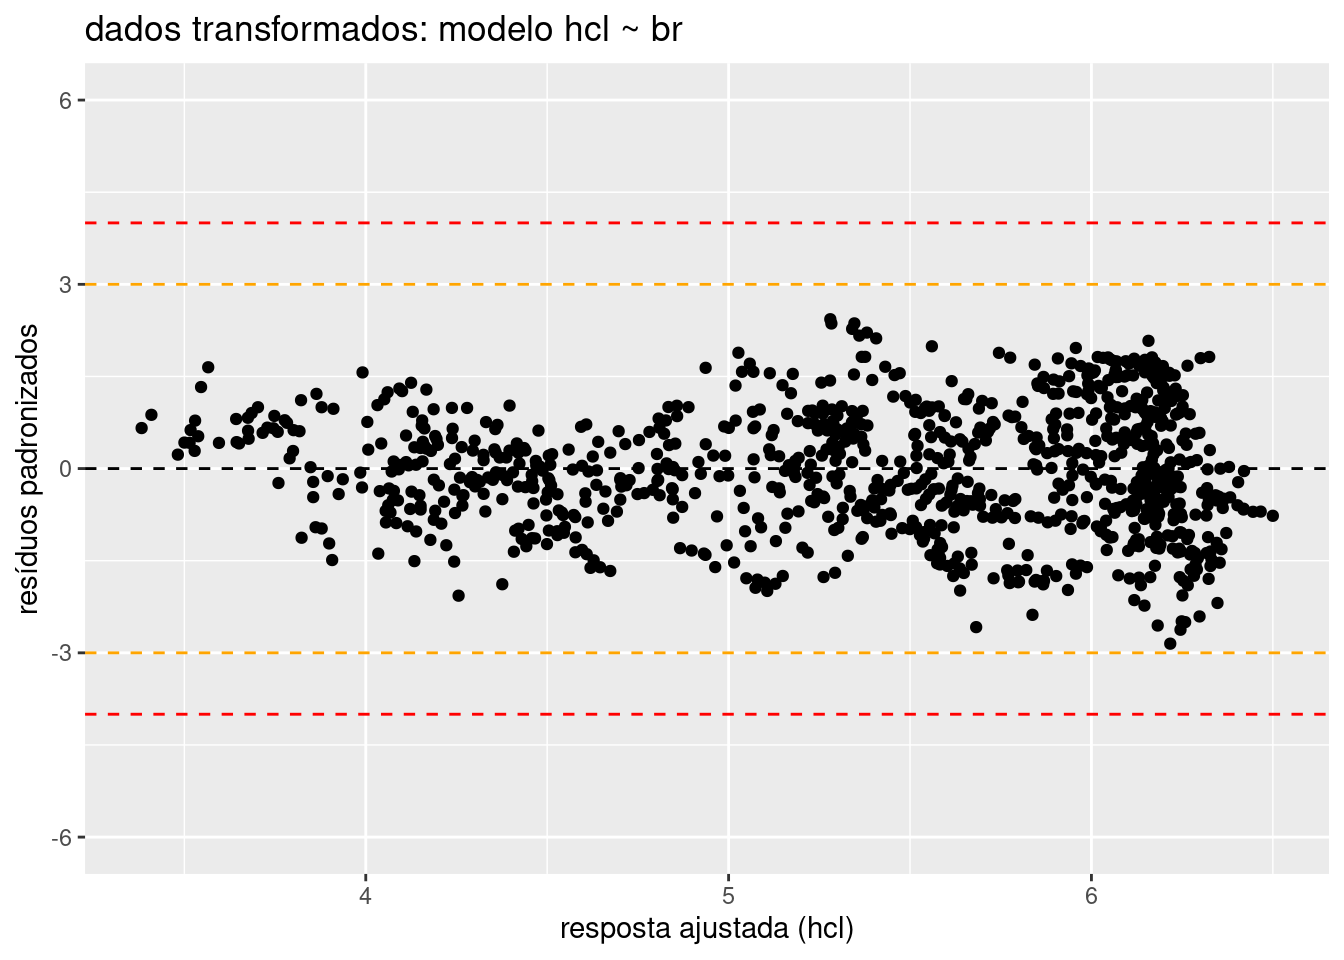 dados transformados: modelo hcl ~ br
6
3
0
-3
-6
resíduos padronizados
4
5
6
resposta ajustada (hcl)